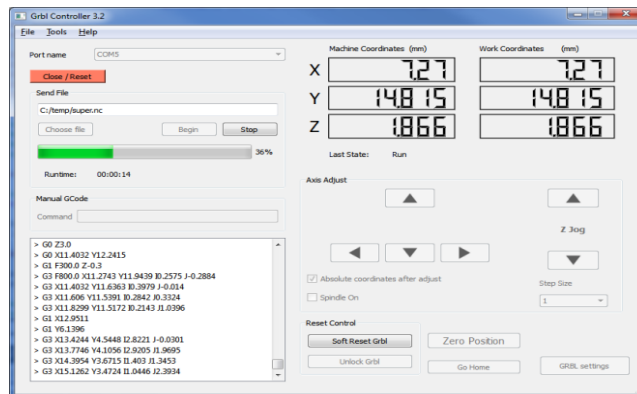 Grbl Controller 3.2
File Tools Help
Port name COM5
Close / Reset
Send File
C:/temp/super.nc
Choose file Begin Stop
36%
Runtime: 00:00:14
Manual GCode
Command
> G0 Z3.0
> G0 X11.4032 Y12.2415
> G1 F300.0 Z-0.3
> G3 F800.0 X11.2743 Y11.9439 I0.2575 J-0.2884
> G3 X11.4032 Y11.6363 I0.3979 J-0.014
> G3 X11.606 Y11.5391 I0.2842 J0.3324
> G3 X11.8299 Y11.5172 I0.2143 J1.0396
> G1 X12.9511
> G1 Y6.1396
> G3 X13.4244 Y4.5448 I2.8221 J-0.0301
> G3 X13.7746 Y4.1056 I2.9205 J1.9695
> G3 X14.3954 Y3.6715 I1.403 J1.3453
> G3 X15.1262 Y3.4724 I1.0446 J2.3934
Machine Coordinates (mm) Work Coordinates (mm)
X 7.27 7.27
Y 14.815 14.815
Z 1.866 1.866
Last State: Run
Axis Adjust
Z Jog
Absolute coordinates after adjust
Spindle On
Step Size
1
Reset Control
Soft Reset Grbl
Unlock Grbl
Zero Position
Go Home
GRBL settings